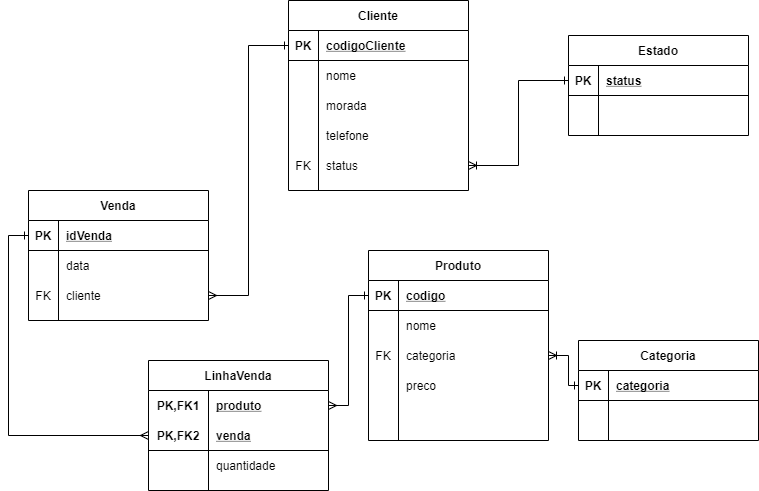 Cliente
PK codigoCliente
nome
morada
telefone
FK status
Estado
PK status
Venda
PK idVenda
data
FK cliente
Produto
PK codigo
nome
FK categoria
preco
Categoria
PK categoria
LinhaVenda
PK,FK1 produto
PK,FK2 venda
quantidade